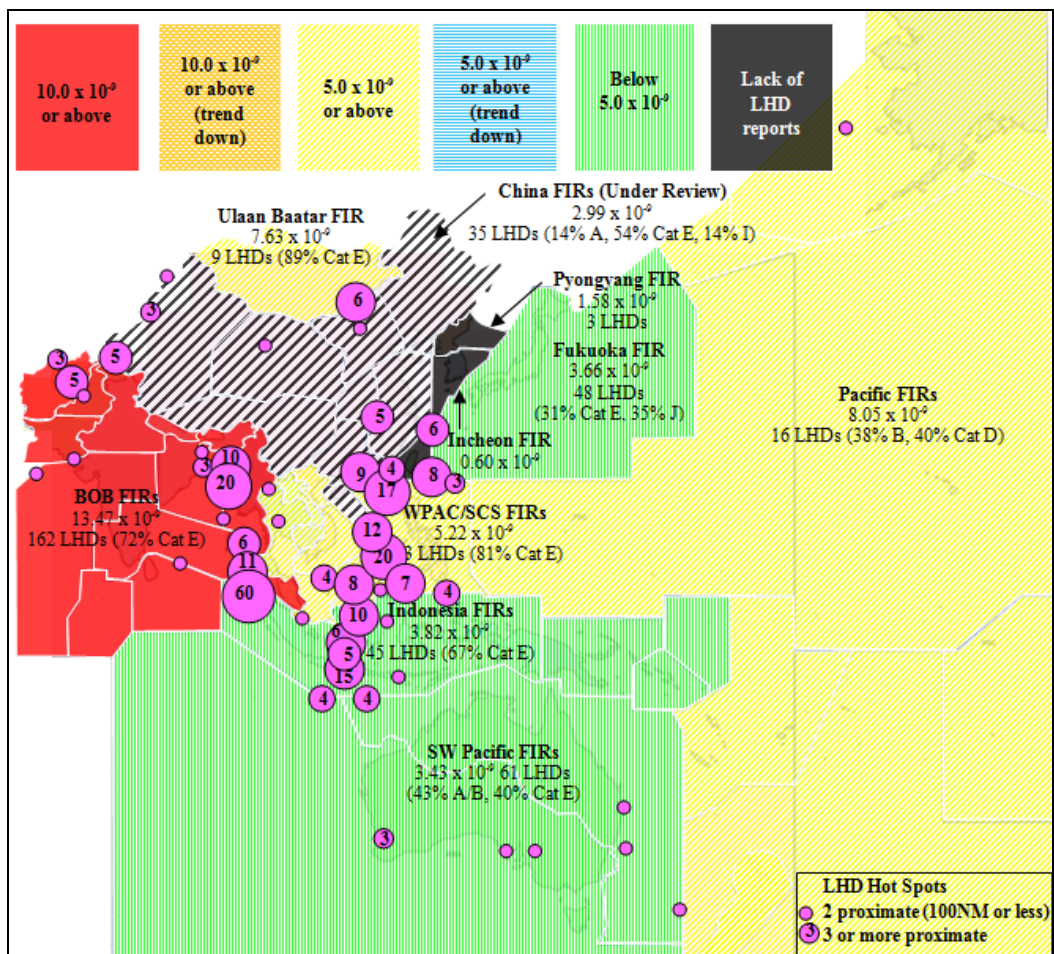 10.0 x 10⁻⁹
or above
10.0 x 10⁻⁹
or above
(trend
down)
5.0 x 10⁻⁹
or above
5.0 x 10⁻⁹
or above
(trend
down)
Below
5.0 x 10⁻⁹
Lack of
LHD
reports
China FIRs (Under Review)
2.99 x 10⁻⁹
35 LHDs (14% A, 54% Cat E, 14% I)
Ulaan Baatar FIR
7.63 x 10⁻⁹
9 LHDs (89% Cat E)
Pyongyang FIR
1.58 x 10⁻⁹
3 LHDs
6
3
Fukuoka FIR
3.66 x 10⁻⁹
48 LHDs
(31% Cat E, 35% J)
3
5
5
Pacific FIRs
8.05 x 10⁻⁹
16 LHDs (38% B, 40% Cat D)
5
6
Incheon FIR
0.60 x 10⁻⁹
10
3
20
9
4
17
8
3
BOB FIRs
13.47 x 10⁻⁹
162 LHDs (72% Cat E)
WPAC/SCS FIRs
5.22 x 10⁻⁹
3 LHDs (81% Cat E)
12
20
6
11
60
4
8
7
4
Indonesia FIRs
3.82 x 10⁻⁹
45 LHDs (67% Cat E)
10
6
5
15
4
4
SW Pacific FIRs
3.43 x 10⁻⁹ 61 LHDs
(43% A/B, 40% Cat E)
3
LHD Hot Spots
2 proximate (100NM or less)
3 3 or more proximate